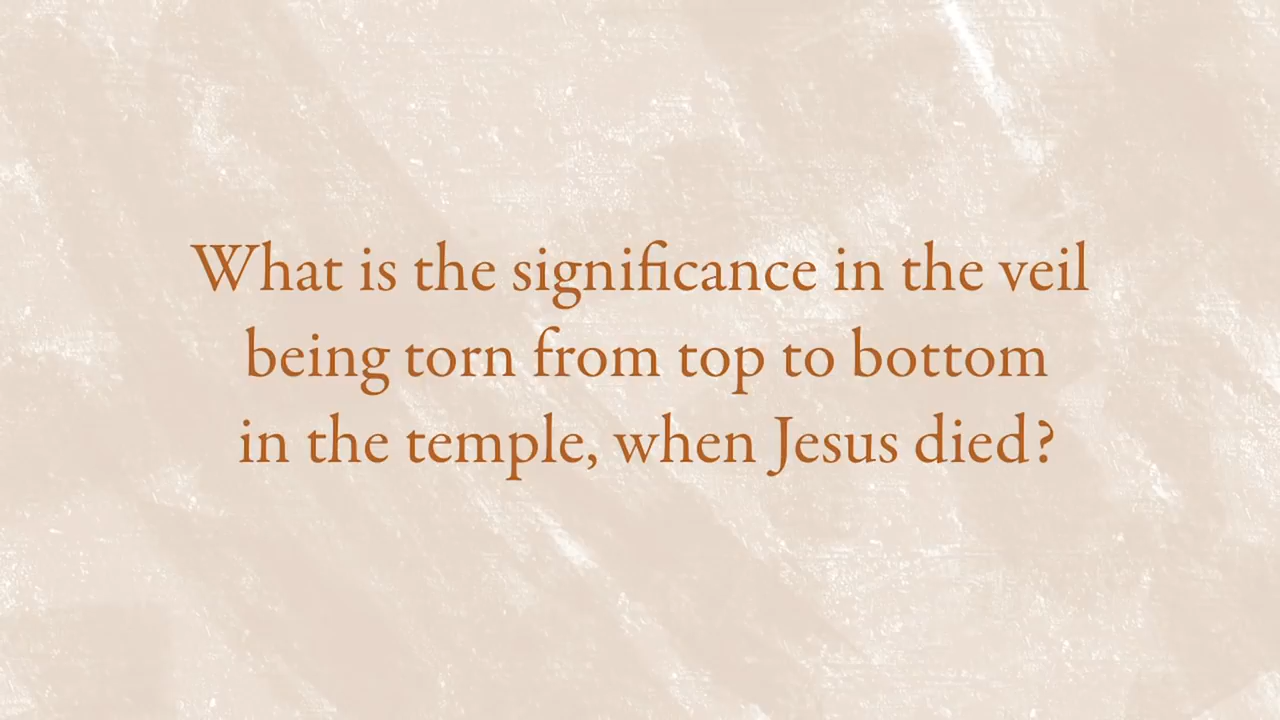 What is the significance in the veil
being torn from top to bottom
in the temple, when Jesus died?